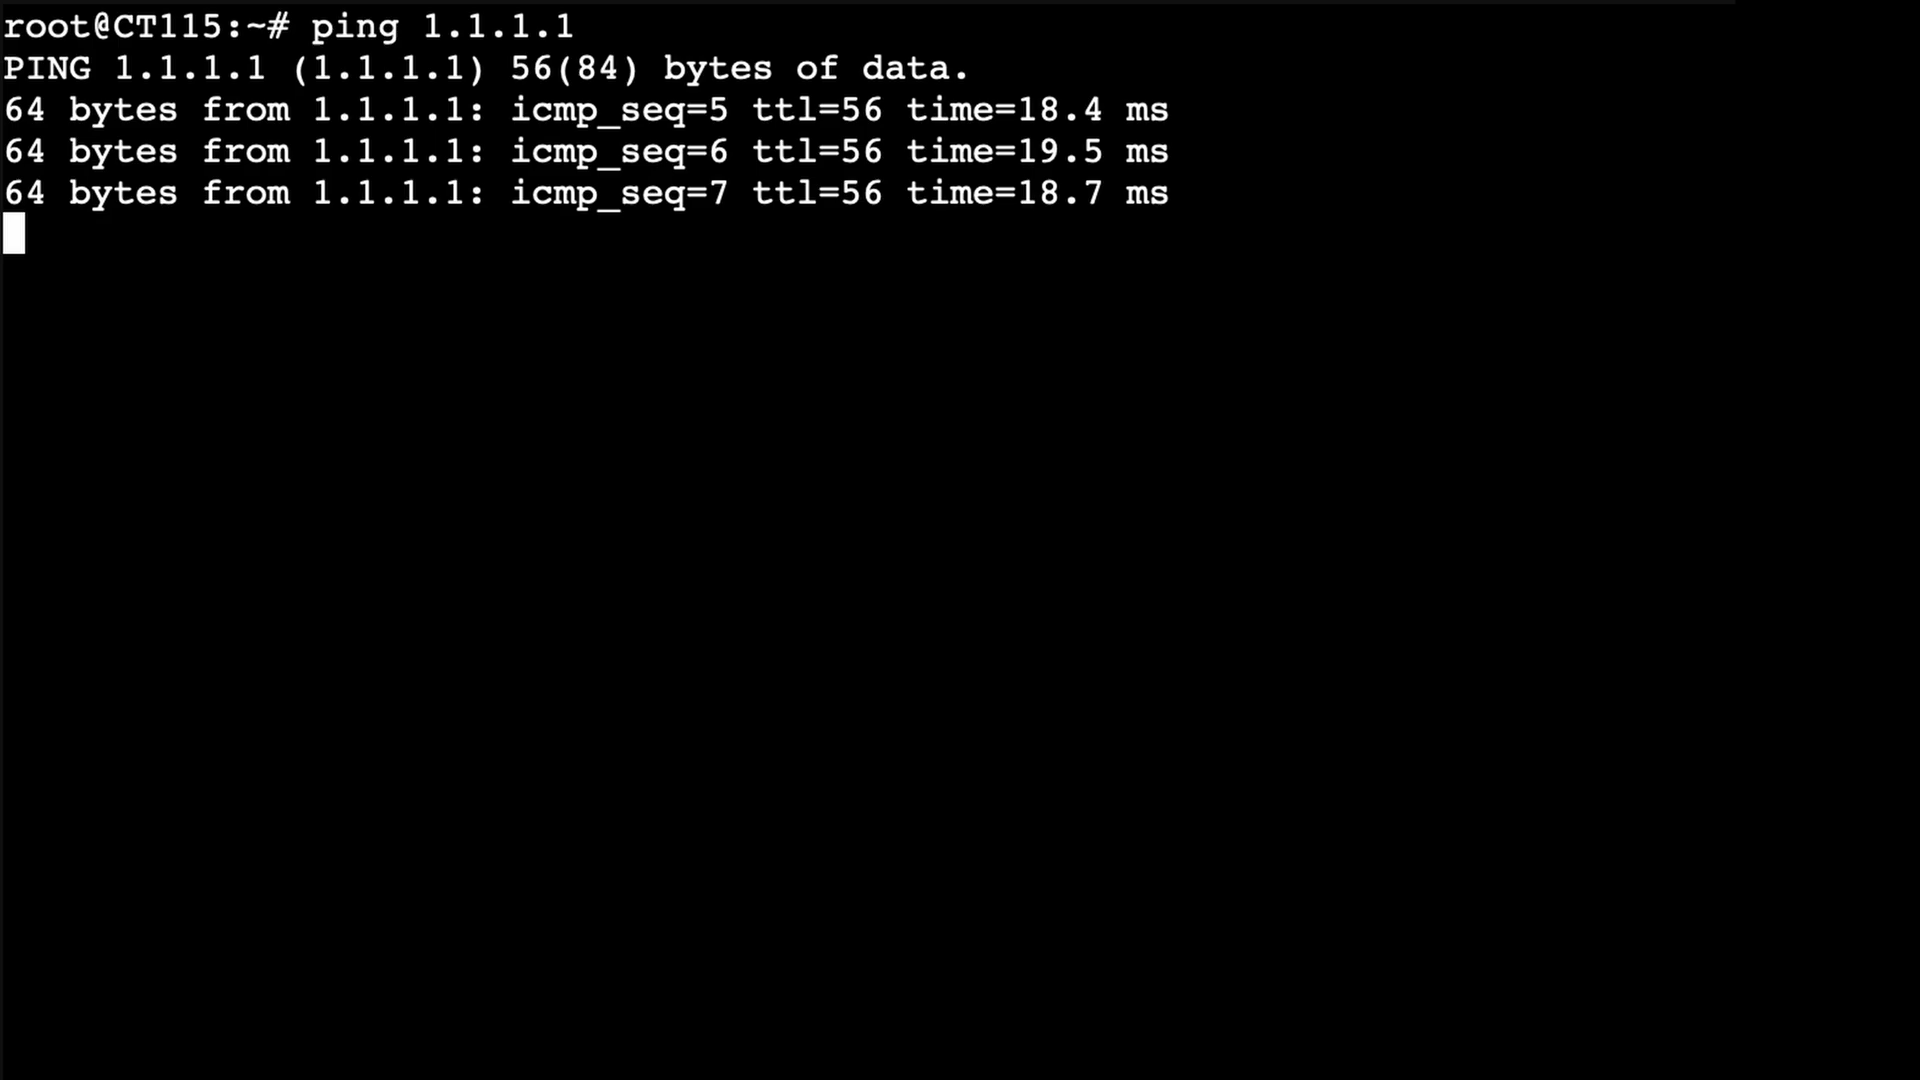 root@CT115:~# ping 1.1.1.1
PING 1.1.1.1 (1.1.1.1) 56(84) bytes of data.
64 bytes from 1.1.1.1: icmp_seq=5 ttl=56 time=18.4 ms
64 bytes from 1.1.1.1: icmp_seq=6 ttl=56 time=19.5 ms
64 bytes from 1.1.1.1: icmp_seq=7 ttl=56 time=18.7 ms